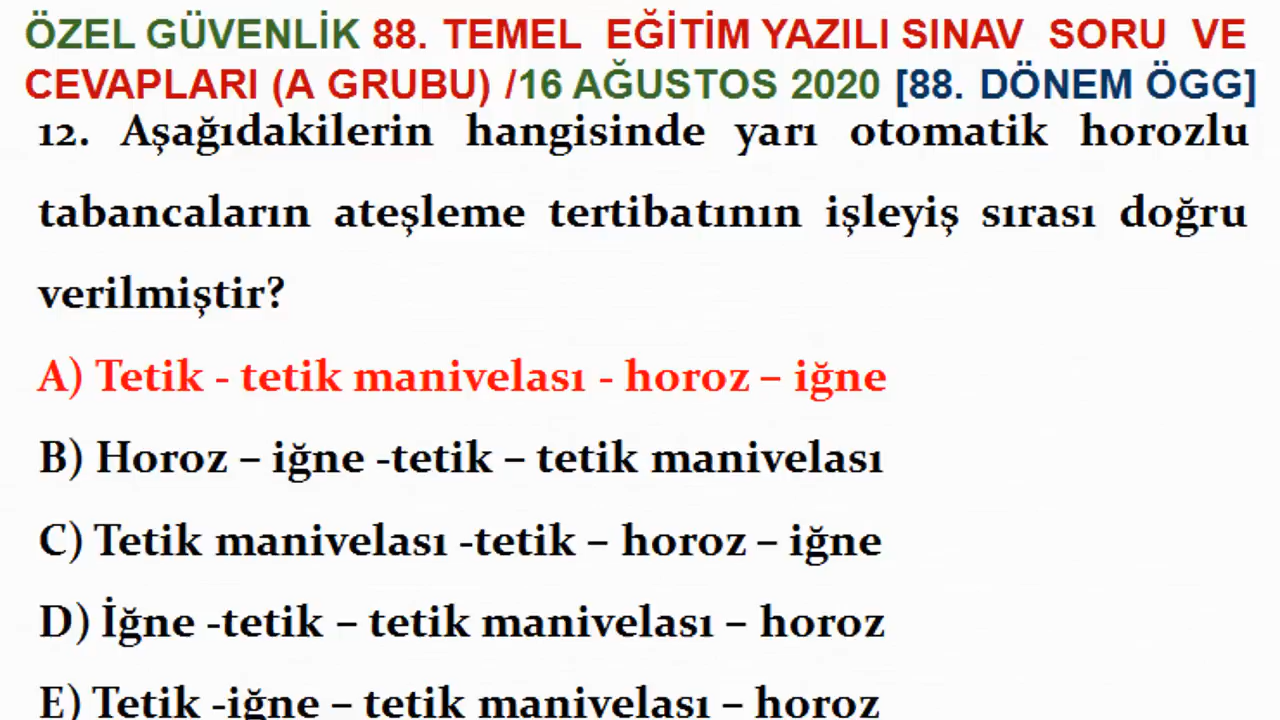 ÖZEL GÜVENLİK 88. TEMEL EĞİTİM YAZILI SINAV SORU VE
CEVAPLARI (A GRUBU) /16 AĞUSTOS 2020 [88. DÖNEM ÖGG]
12. Aşağıdakilerin hangisinde yarı otomatik horozlu
tabancaların ateşleme tertibatının işleyiş sırası doğru
verilmiştir?
A) Tetik - tetik manivelası - horoz – iğne
B) Horoz – iğne -tetik – tetik manivelası
C) Tetik manivelası -tetik – horoz – iğne
D) İğne -tetik – tetik manivelası – horoz
E) Tetik -iğne – tetik manivelası – horoz